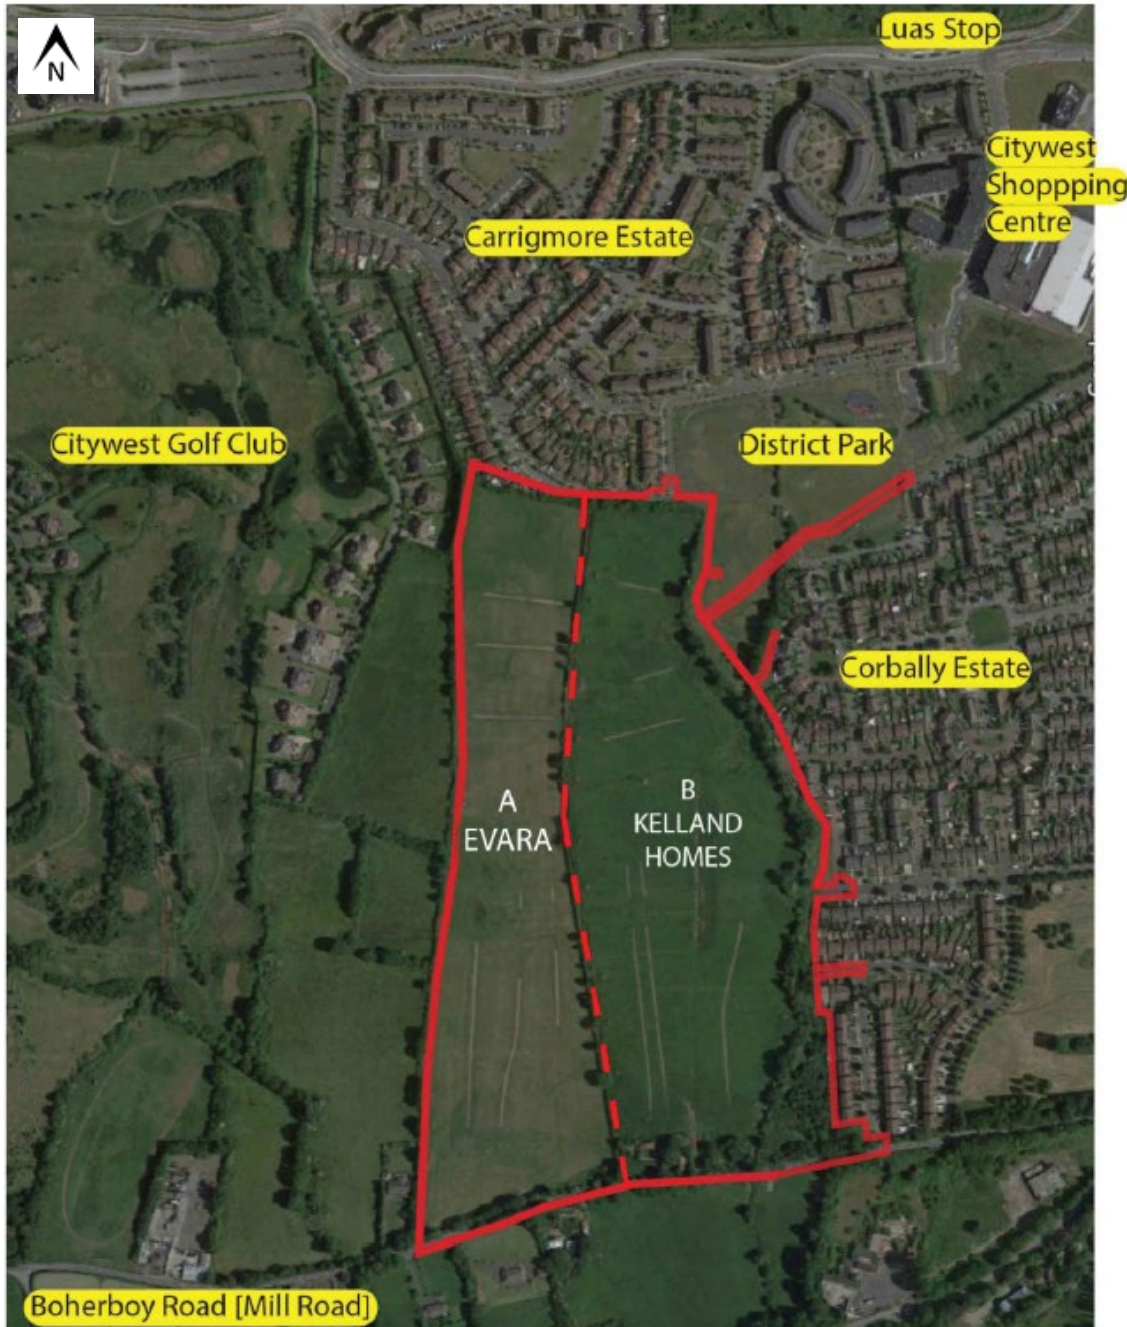 N
Luas Stop
Citywest
Shoppping
Centre
Carrigmore Estate
Citywest Golf Club
District Park
Corbally Estate
A
EVARA
B
KELLAND
HOMES
Boherboy Road [Mill Road]